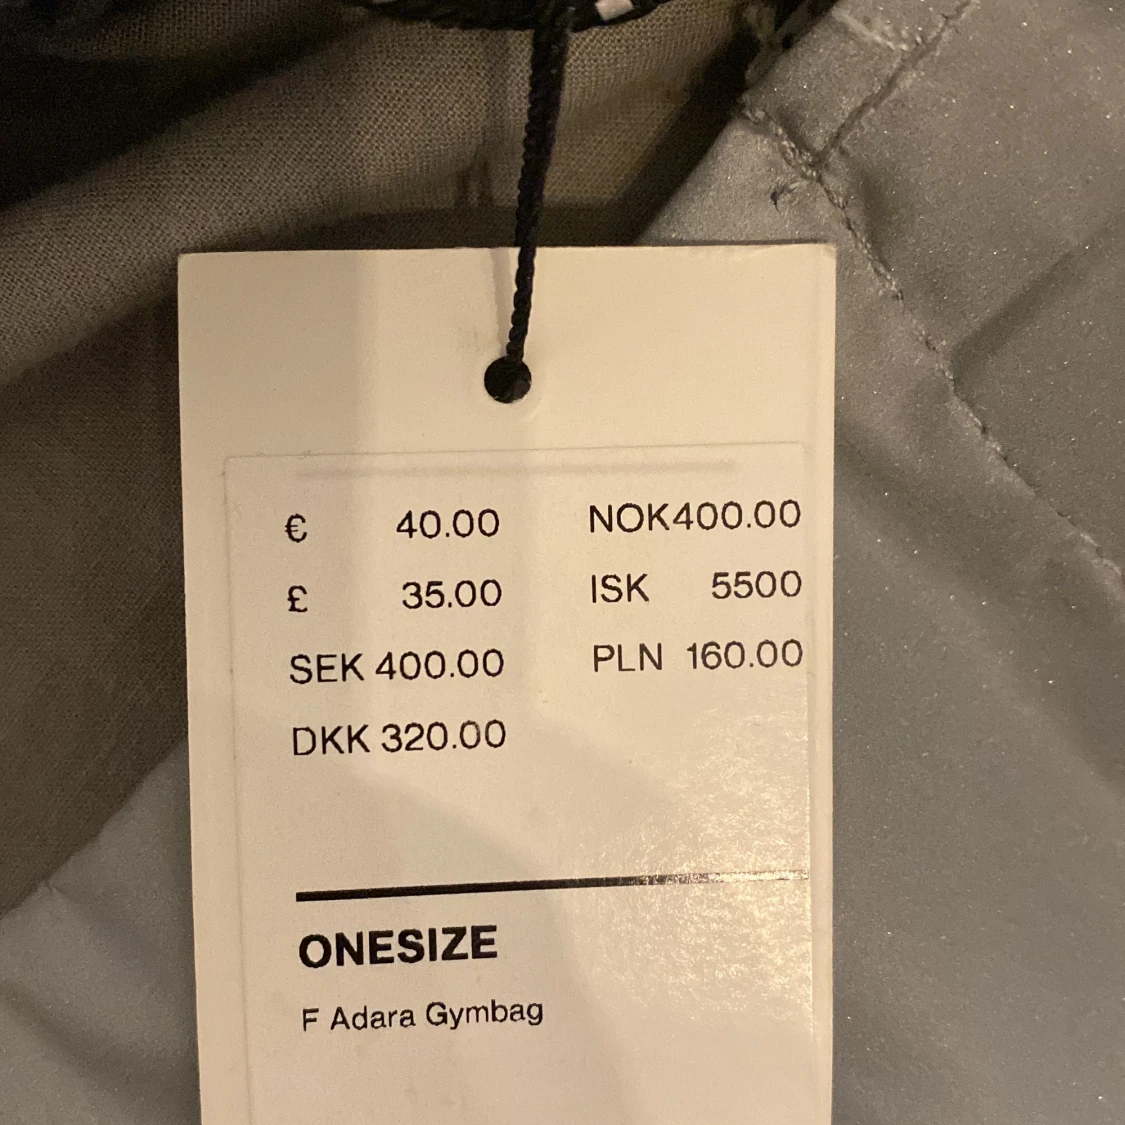 € 40.00 NOK400.00
£ 35.00 ISK 5500
SEK 400.00 PLN 160.00
DKK 320.00
ONESIZE
F Adara Gymbag